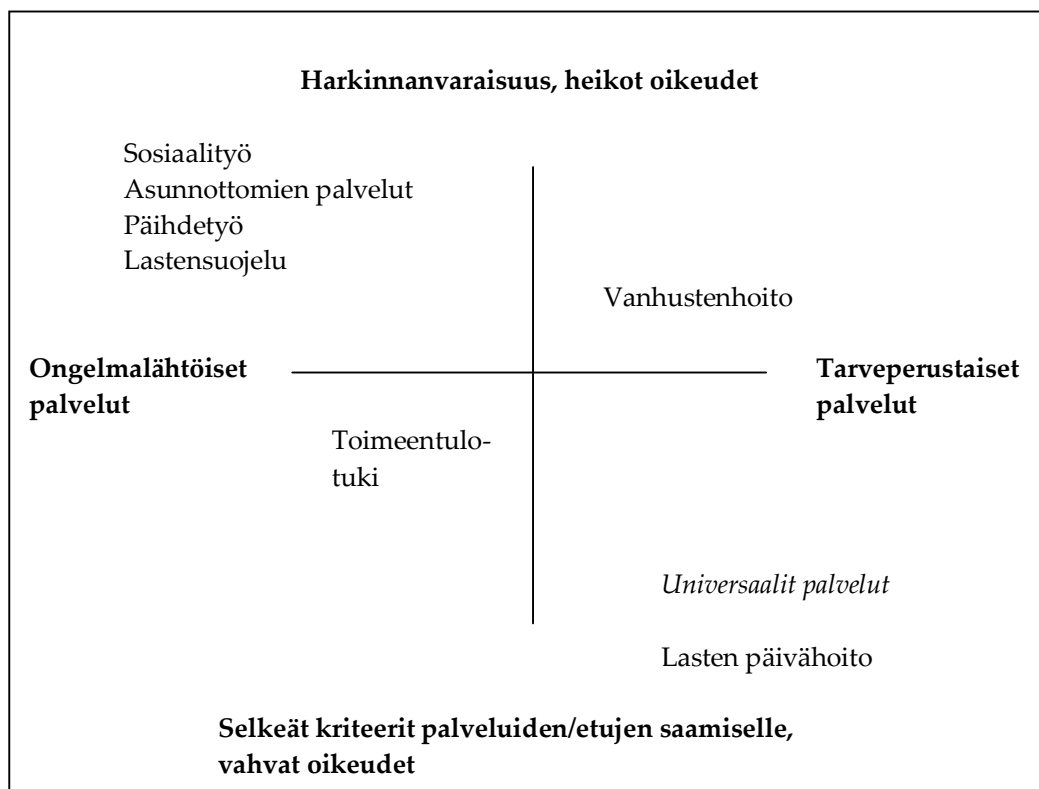 Harkinnanvaraisuus, heikot oikeudet
Sosiaalityö
Asunnottomien palvelut
Päihdetyö
Lastensuojelu
Vanhustenhoito
Ongelmalähtöiset
palvelut
Tarveperustaiset
palvelut
Toimeentulo-
tuki
Universaalit palvelut
Lasten päivähoito
Selkeät kriteerit palveluiden/etujen saamiselle,
vahvat oikeudet